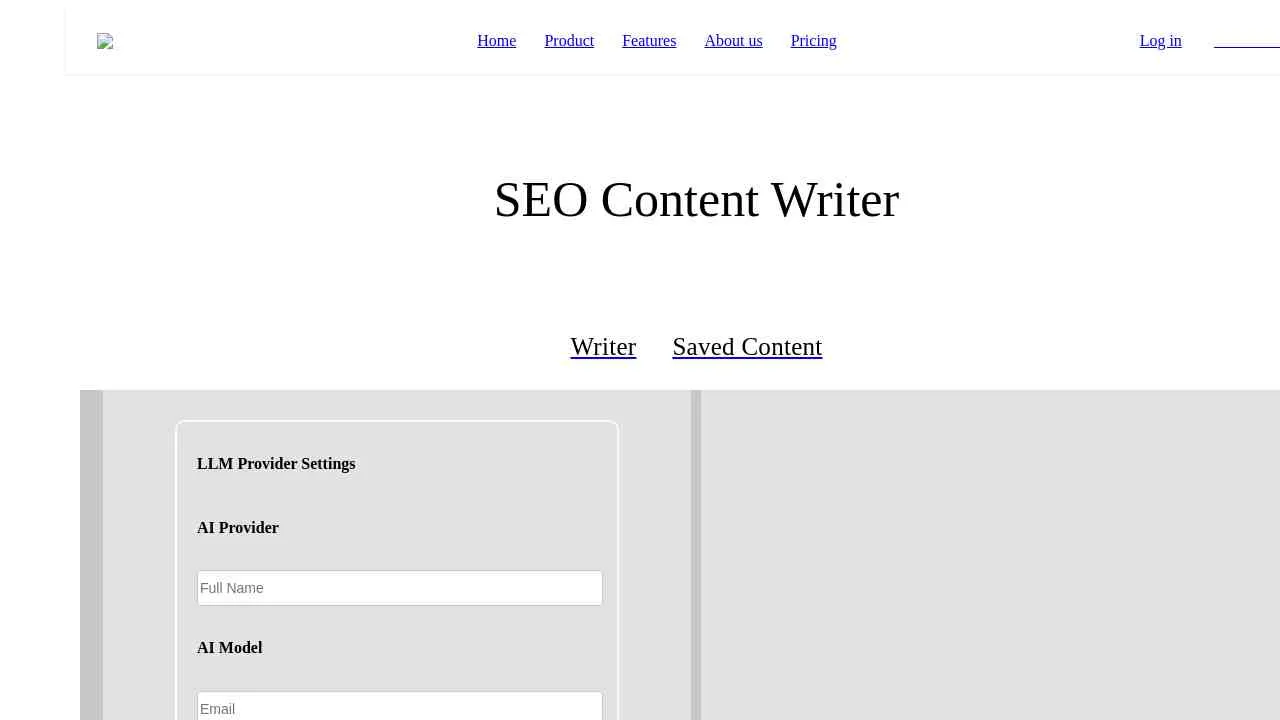 Home Product Features About us Pricing Log in
SEO Content Writer
Writer Saved Content
LLM Provider Settings
AI Provider
Full Name
AI Model
Email